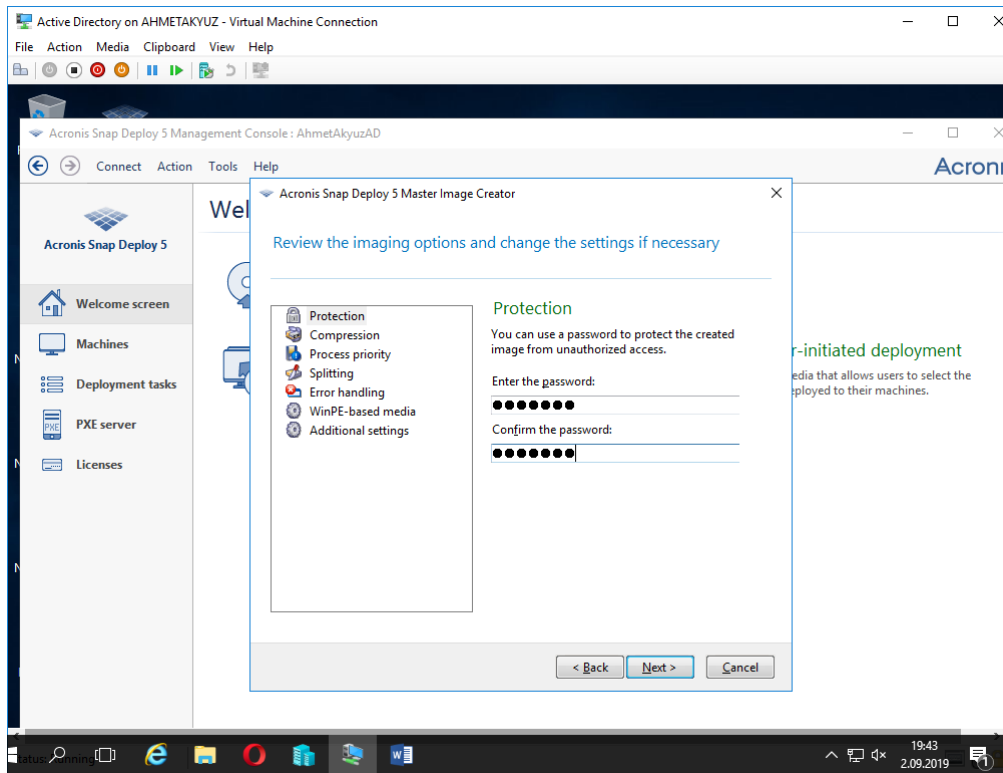 Active Directory on AHMETAKYUZ - Virtual Machine Connection
File Action Media Clipboard View Help
Acronis Snap Deploy 5 Management Console : AhmetAkyuzAD
Connect Action Tools Help
Acroni
Acronis Snap Deploy 5
Welcome screen
Machines
Deployment tasks
PXE
PXE server
Licenses
Wel
Acronis Snap Deploy 5 Master Image Creator
Review the imaging options and change the settings if necessary
Protection
Compression
Process priority
Splitting
Error handling
WinPE-based media
Additional settings
Protection
You can use a password to protect the created
image from unauthorized access.
Enter the password:
●●●●●●●
Confirm the password:
●●●●●●●
r-initiated deployment
edia that allows users to select the
eployed to their machines.
< Back Next > Cancel
19:43
2.09.2019
1